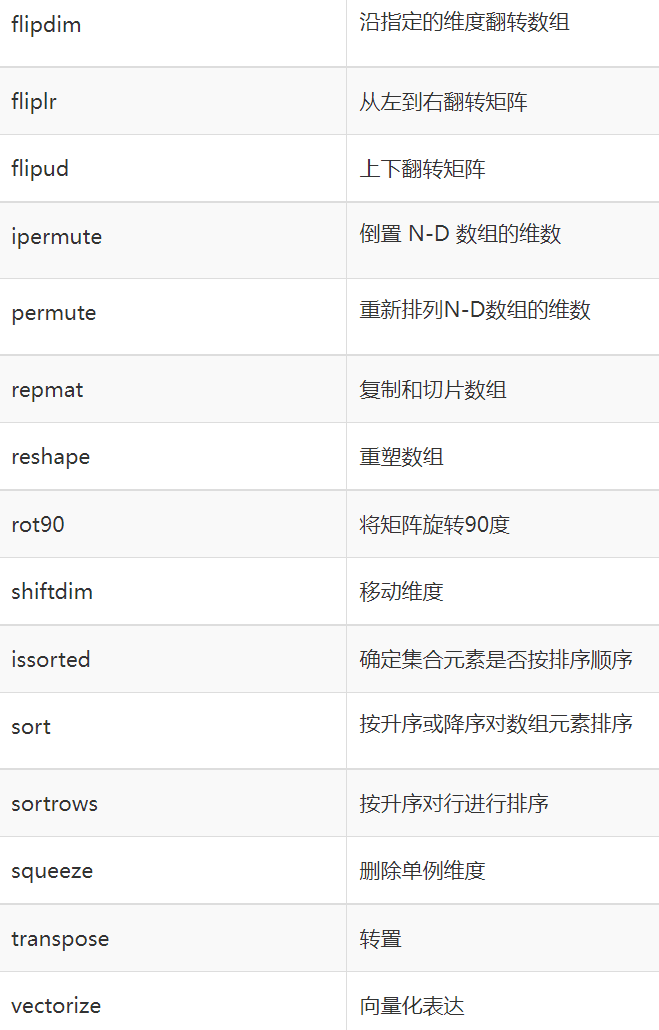 flipdim
沿指定的维度翻转数组
fliplr
从左到右翻转矩阵
flipud
上下翻转矩阵
ipermute
倒置 N-D 数组的维数
permute
重新排列N-D数组的维数
repmat
复制和切片数组
reshape
重塑数组
rot90
将矩阵旋转90度
shiftdim
移动维度
issorted
确定集合元素是否按排序顺序
sort
按升序或降序对数组元素排序
sortrows
按升序对行进行排序
squeeze
删除单例维度
transpose
转置
vectorize
向量化表达